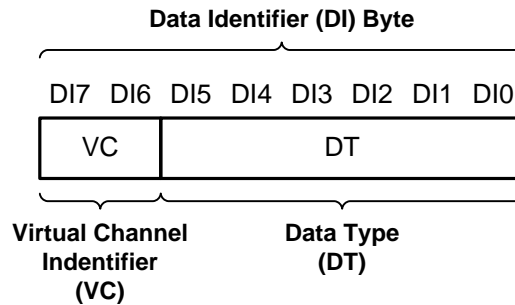 Data Identifier (DI) Byte
DI7 DI6 DI5 DI4 DI3 DI2 DI1 DI0
VC DT
Virtual Channel Data Type
Indentifier (DT)
(VC)